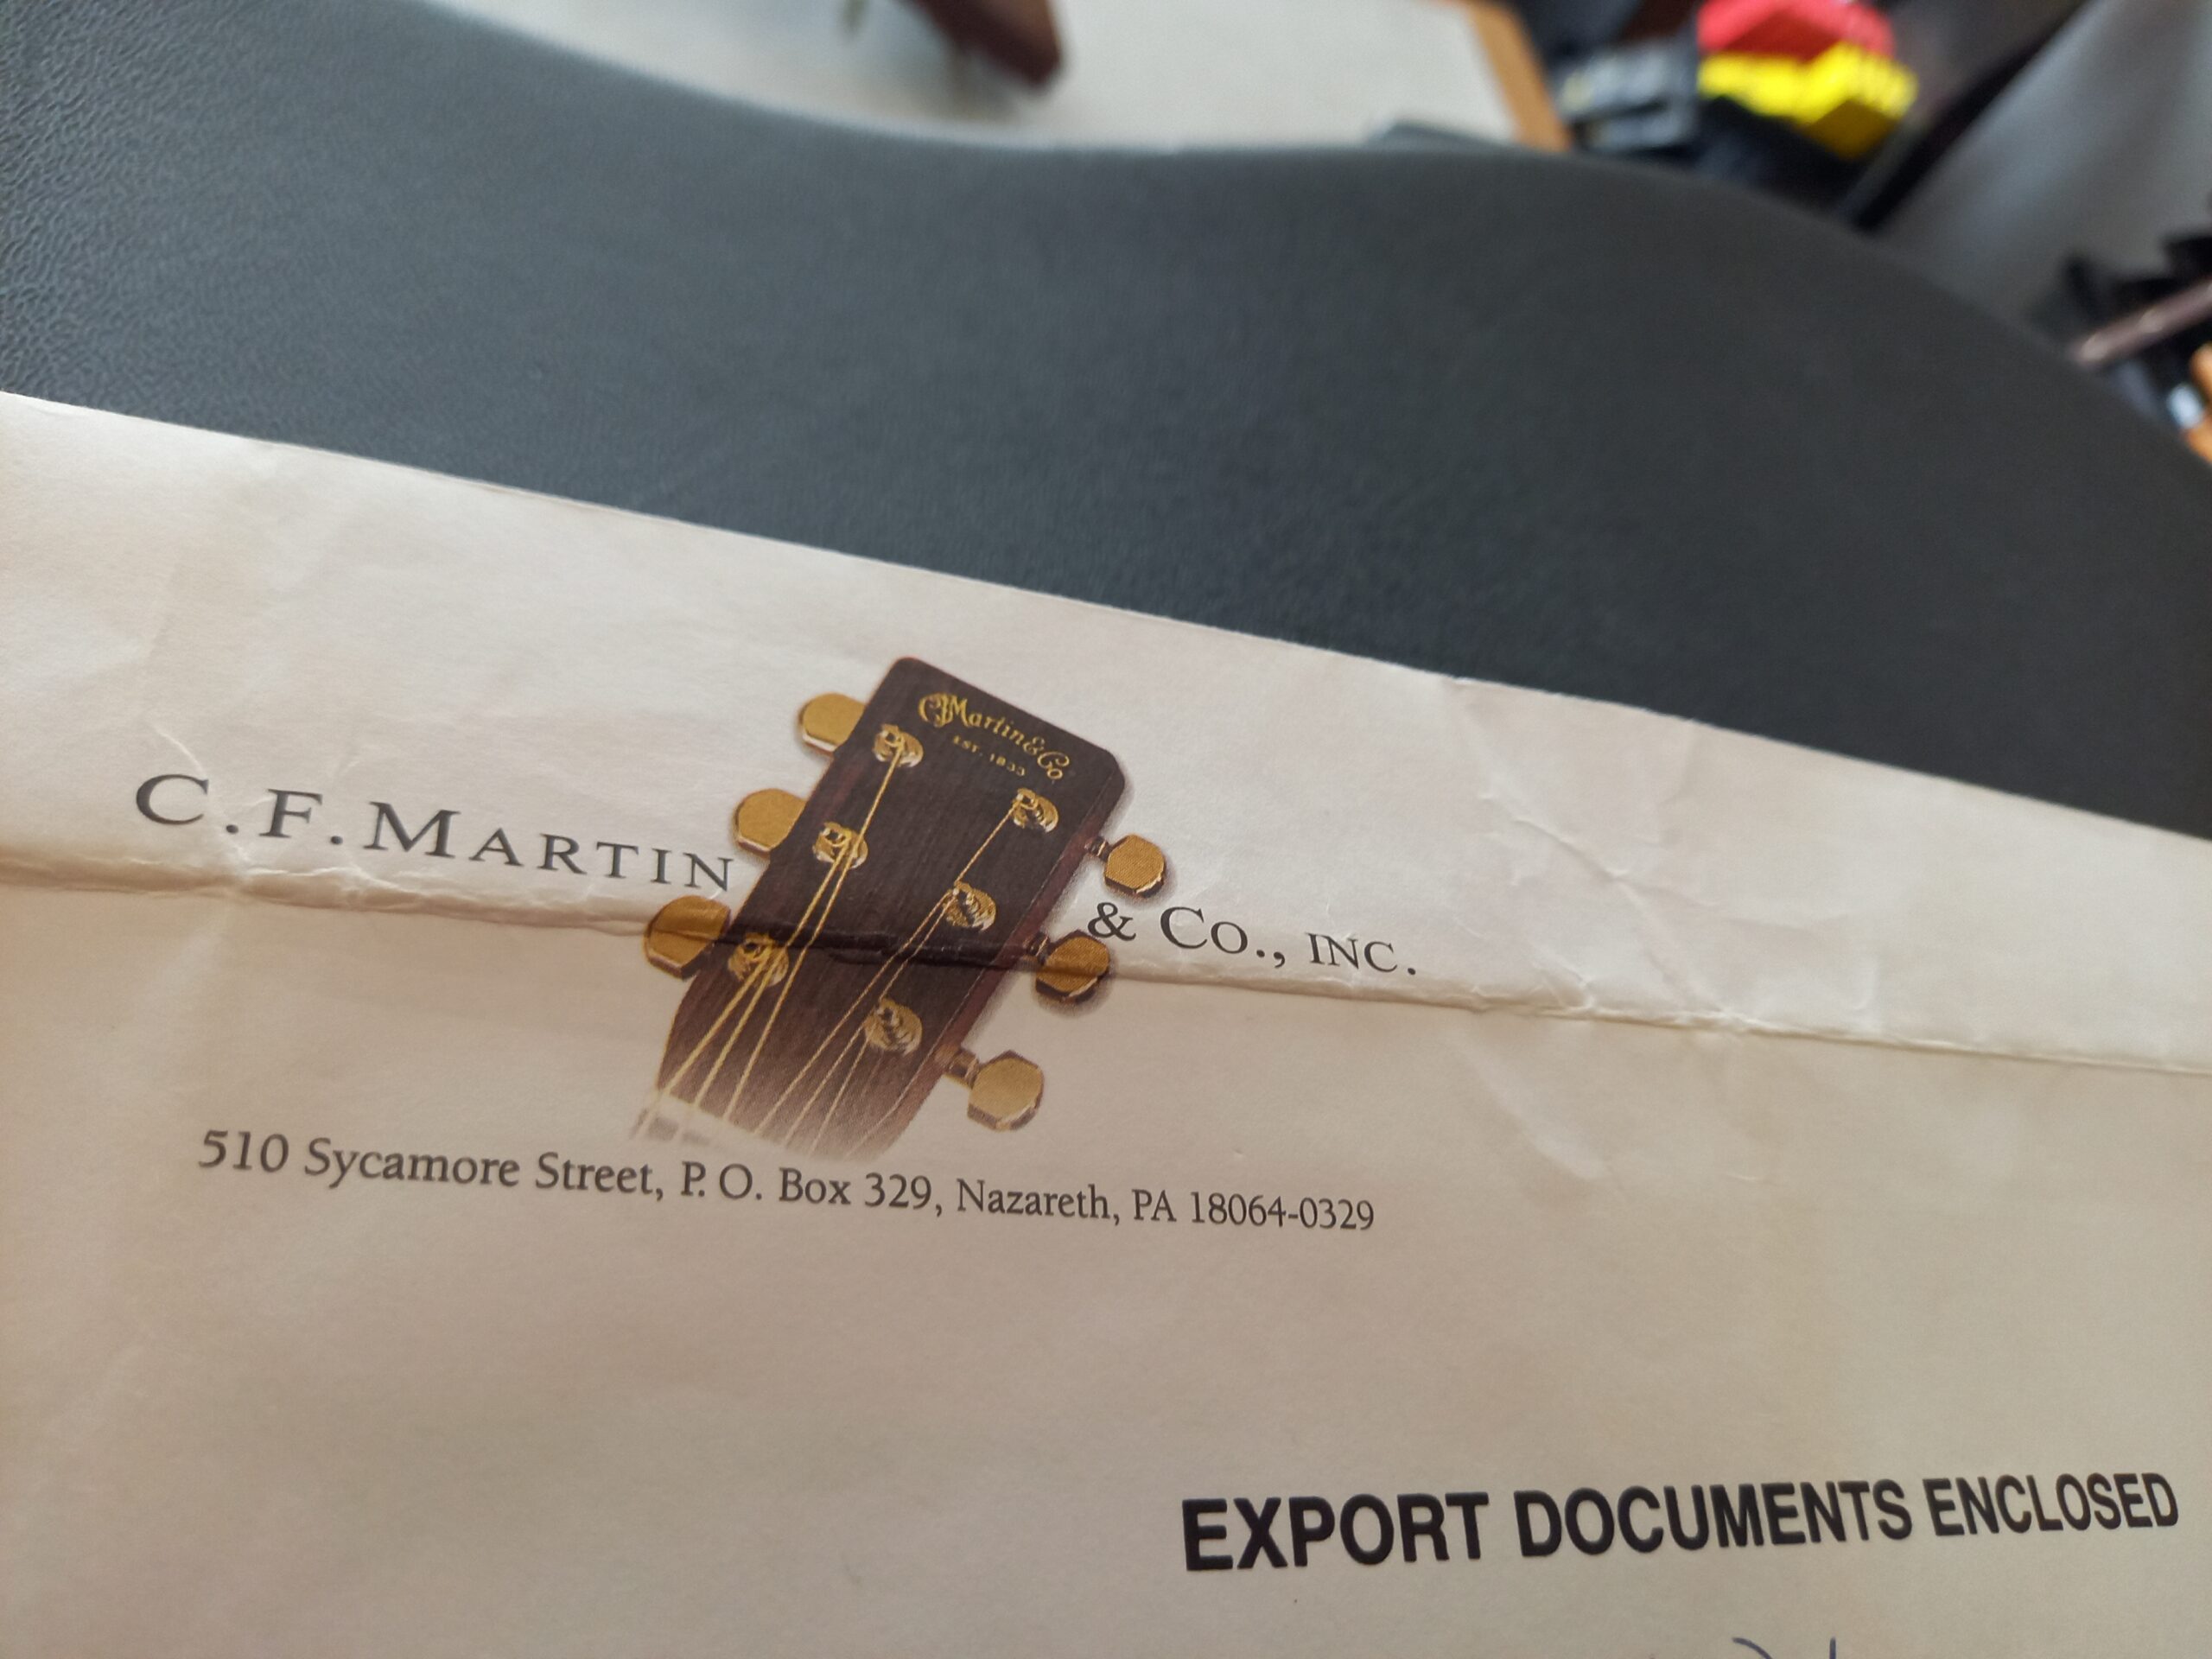 C.F. MARTIN & CO., INC.
CF Martin & Co
EST. 1833
510 Sycamore Street, P. O. Box 329, Nazareth, PA 18064-0329
EXPORT DOCUMENTS ENCLOSED